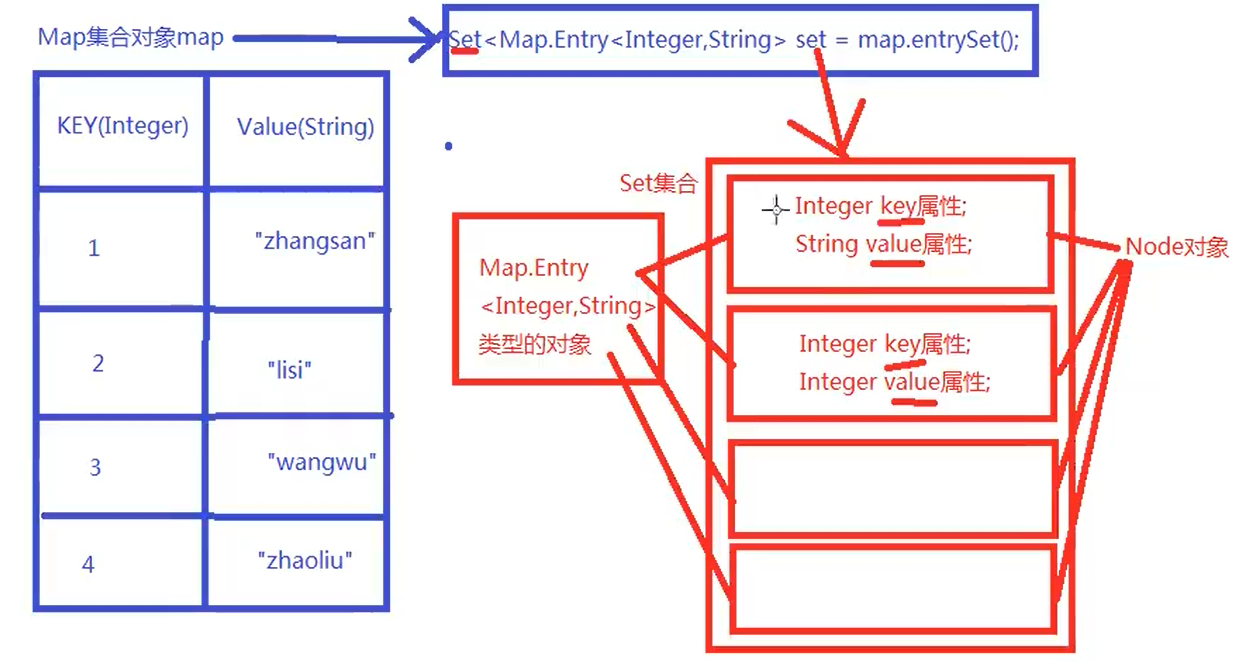 Map集合对象map
Set<Map.Entry<Integer,String> set = map.entrySet();
KEY(Integer)
Value(String)
1
"zhangsan"
2
"lisi"
3
"wangwu"
4
"zhaoliu"
Set集合
Map.Entry
<Integer,String>
类型的对象
Integer key属性;
String value属性;
Integer key属性;
Integer value属性;
Node对象